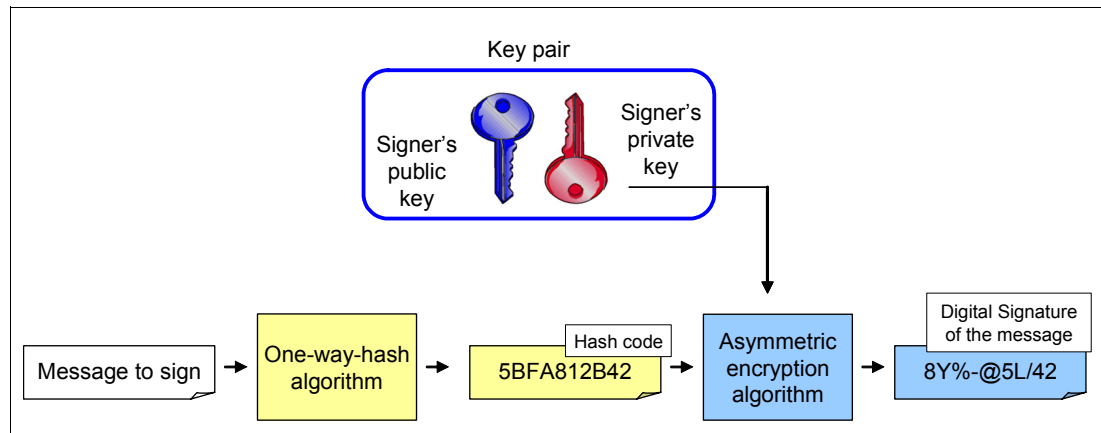 Key pair
Signer's
public
key
Signer's
private
key
Message to sign
One-way-hash
algorithm
Hash code
5BFA812B42
Asymmetric
encryption
algorithm
Digital Signature
of the message
8Y%-@5L/42